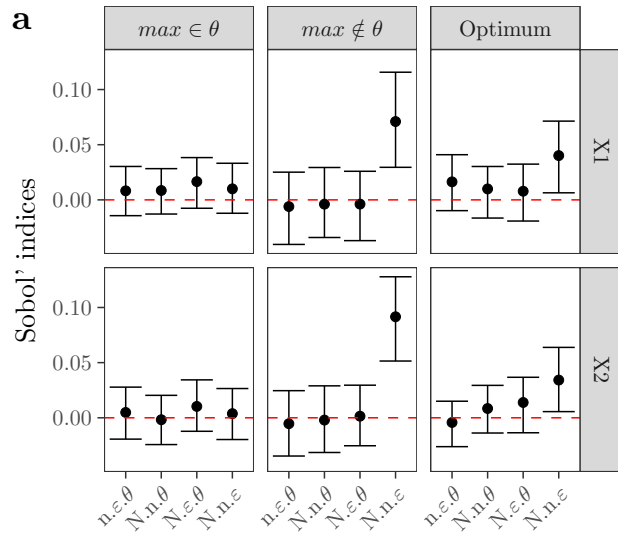 a
max ∈ θ
max ∉ θ
Optimum
Sobol' indices
0.10
0.05
0.00
X1
0.10
0.05
0.00
X2
n.ε.θ
N.n.θ
N.ε.θ
N.n.ε
n.ε.θ
N.n.θ
N.ε.θ
N.n.ε
n.ε.θ
N.n.θ
N.ε.θ
N.n.ε